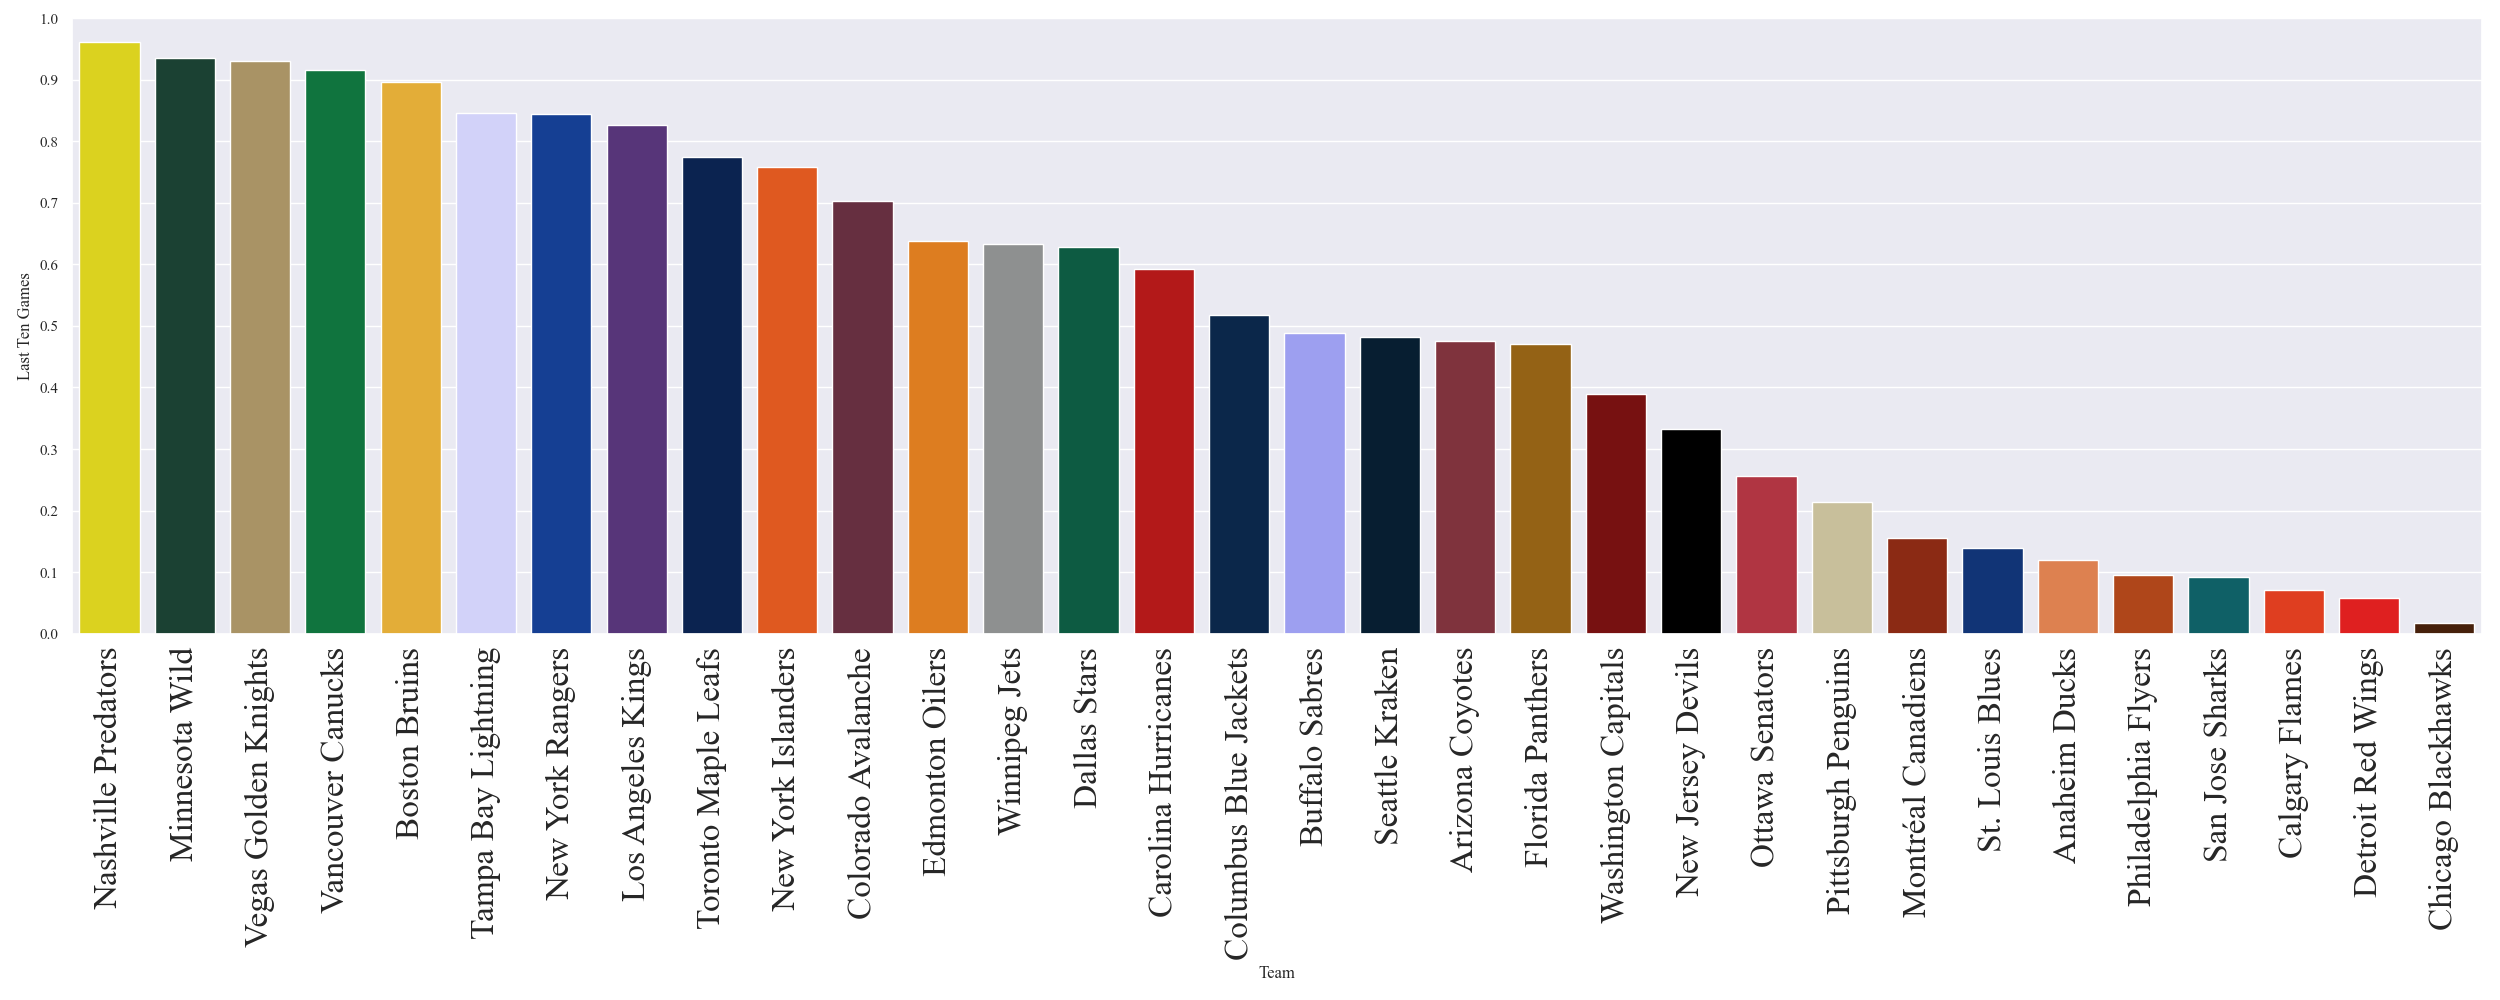 1.0
0.9
0.8
0.7
0.6
0.5
0.4
0.3
0.2
0.1
0.0
Last Ten Games
Nashville Predators
Minnesota Wild
Vegas Golden Knights
Vancouver Canucks
Boston Bruins
Tampa Bay Lightning
New York Rangers
Los Angeles Kings
Toronto Maple Leafs
New York Islanders
Colorado Avalanche
Edmonton Oilers
Winnipeg Jets
Dallas Stars
Carolina Hurricanes
Columbus Blue Jackets
Buffalo Sabres
Seattle Kraken
Arizona Coyotes
Florida Panthers
Washington Capitals
New Jersey Devils
Ottawa Senators
Pittsburgh Penguins
Montréal Canadiens
St. Louis Blues
Anaheim Ducks
Philadelphia Flyers
San Jose Sharks
Calgary Flames
Detroit Red Wings
Chicago Blackhawks
Team